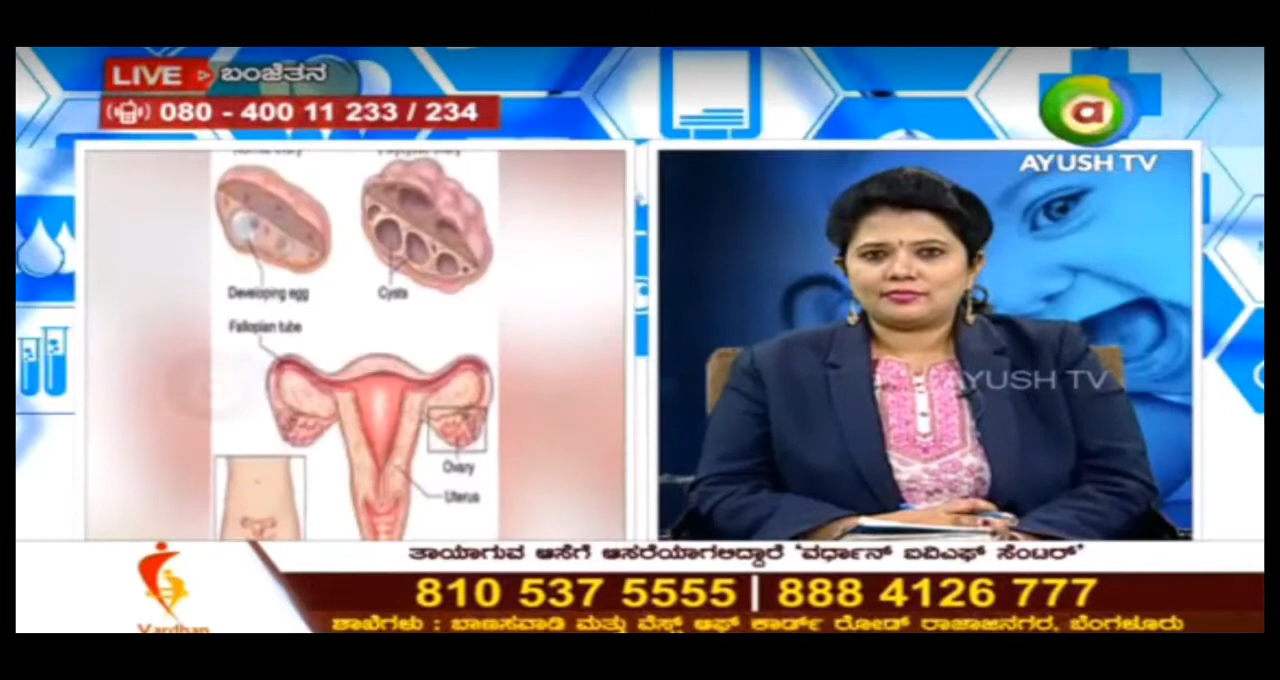 LIVE ಬಂಜೆತನ
080 - 400 11 233 / 234
a
AYUSH TV
Developing egg
Cysts
Fallopian tube
AYUSH TV
Ovary
Uterus
ತಾಯಾಗುವ ಆಸೆಗೆ ಆಸರೆಯಾಗಲಿದ್ದಾರೆ 'ವರ್ಧಾನ್ ಐವಿಎಫ್ ಸೆಂಟರ್'
810 537 5555 | 888 4126 777
Vardhan
ಶಾಖೆಗಳು : ಬಾಣಸವಾಡಿ ಮತ್ತು ವೆಸ್ಟ್ ಆಫ್ ಕಾರ್ಡ್ ರೋಡ್ ರಾಜಾಜಿನಗರ, ಬೆಂಗಳೂರು